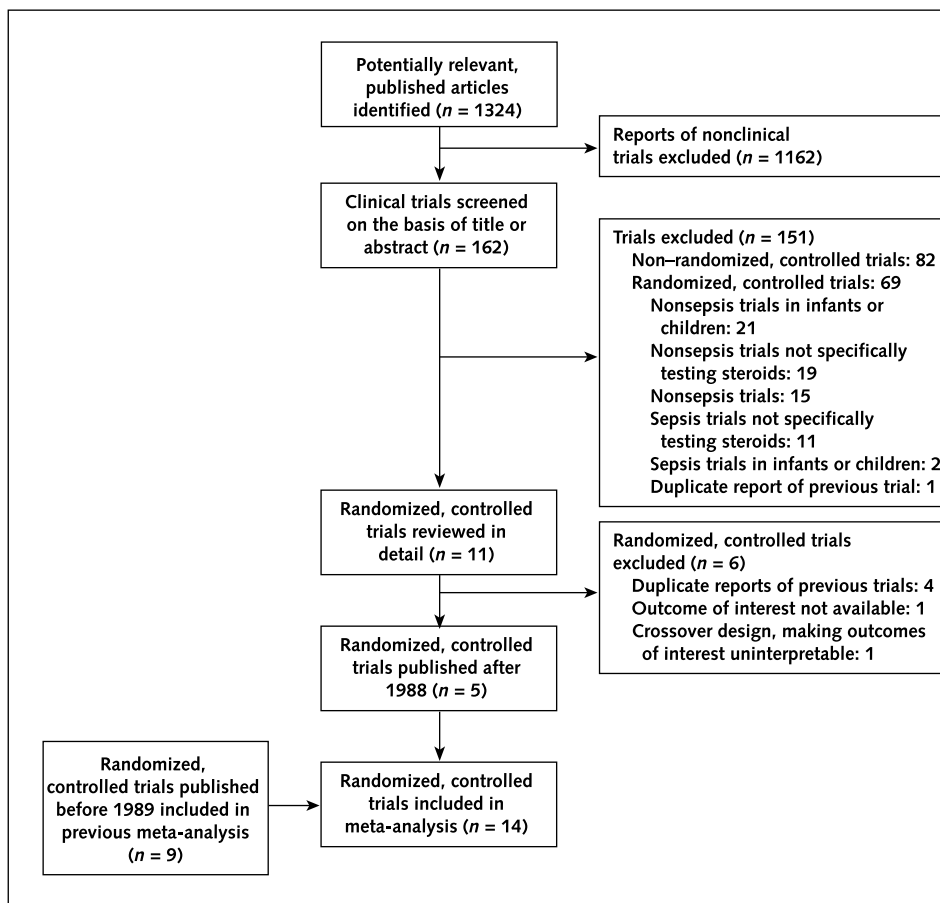 Potentially relevant,
published articles
identified (n = 1324)
Reports of nonclinical
trials excluded (n = 1162)
Clinical trials screened
on the basis of title or
abstract (n = 162)
Trials excluded (n = 151)
Non–randomized, controlled trials: 82
Randomized, controlled trials: 69
Nonsepsis trials in infants or
children: 21
Nonsepsis trials not specifically
testing steroids: 19
Nonsepsis trials: 15
Sepsis trials not specifically
testing steroids: 11
Sepsis trials in infants or children: 2
Duplicate report of previous trial: 1
Randomized, controlled
trials reviewed in
detail (n = 11)
Randomized, controlled trials
excluded (n = 6)
Duplicate reports of previous trials: 4
Outcome of interest not available: 1
Crossover design, making outcomes
of interest uninterpretable: 1
Randomized, controlled
trials published after
1988 (n = 5)
Randomized,
controlled trials published
before 1989 included in
previous meta-analysis
(n = 9)
Randomized, controlled
trials included in
meta-analysis (n = 14)